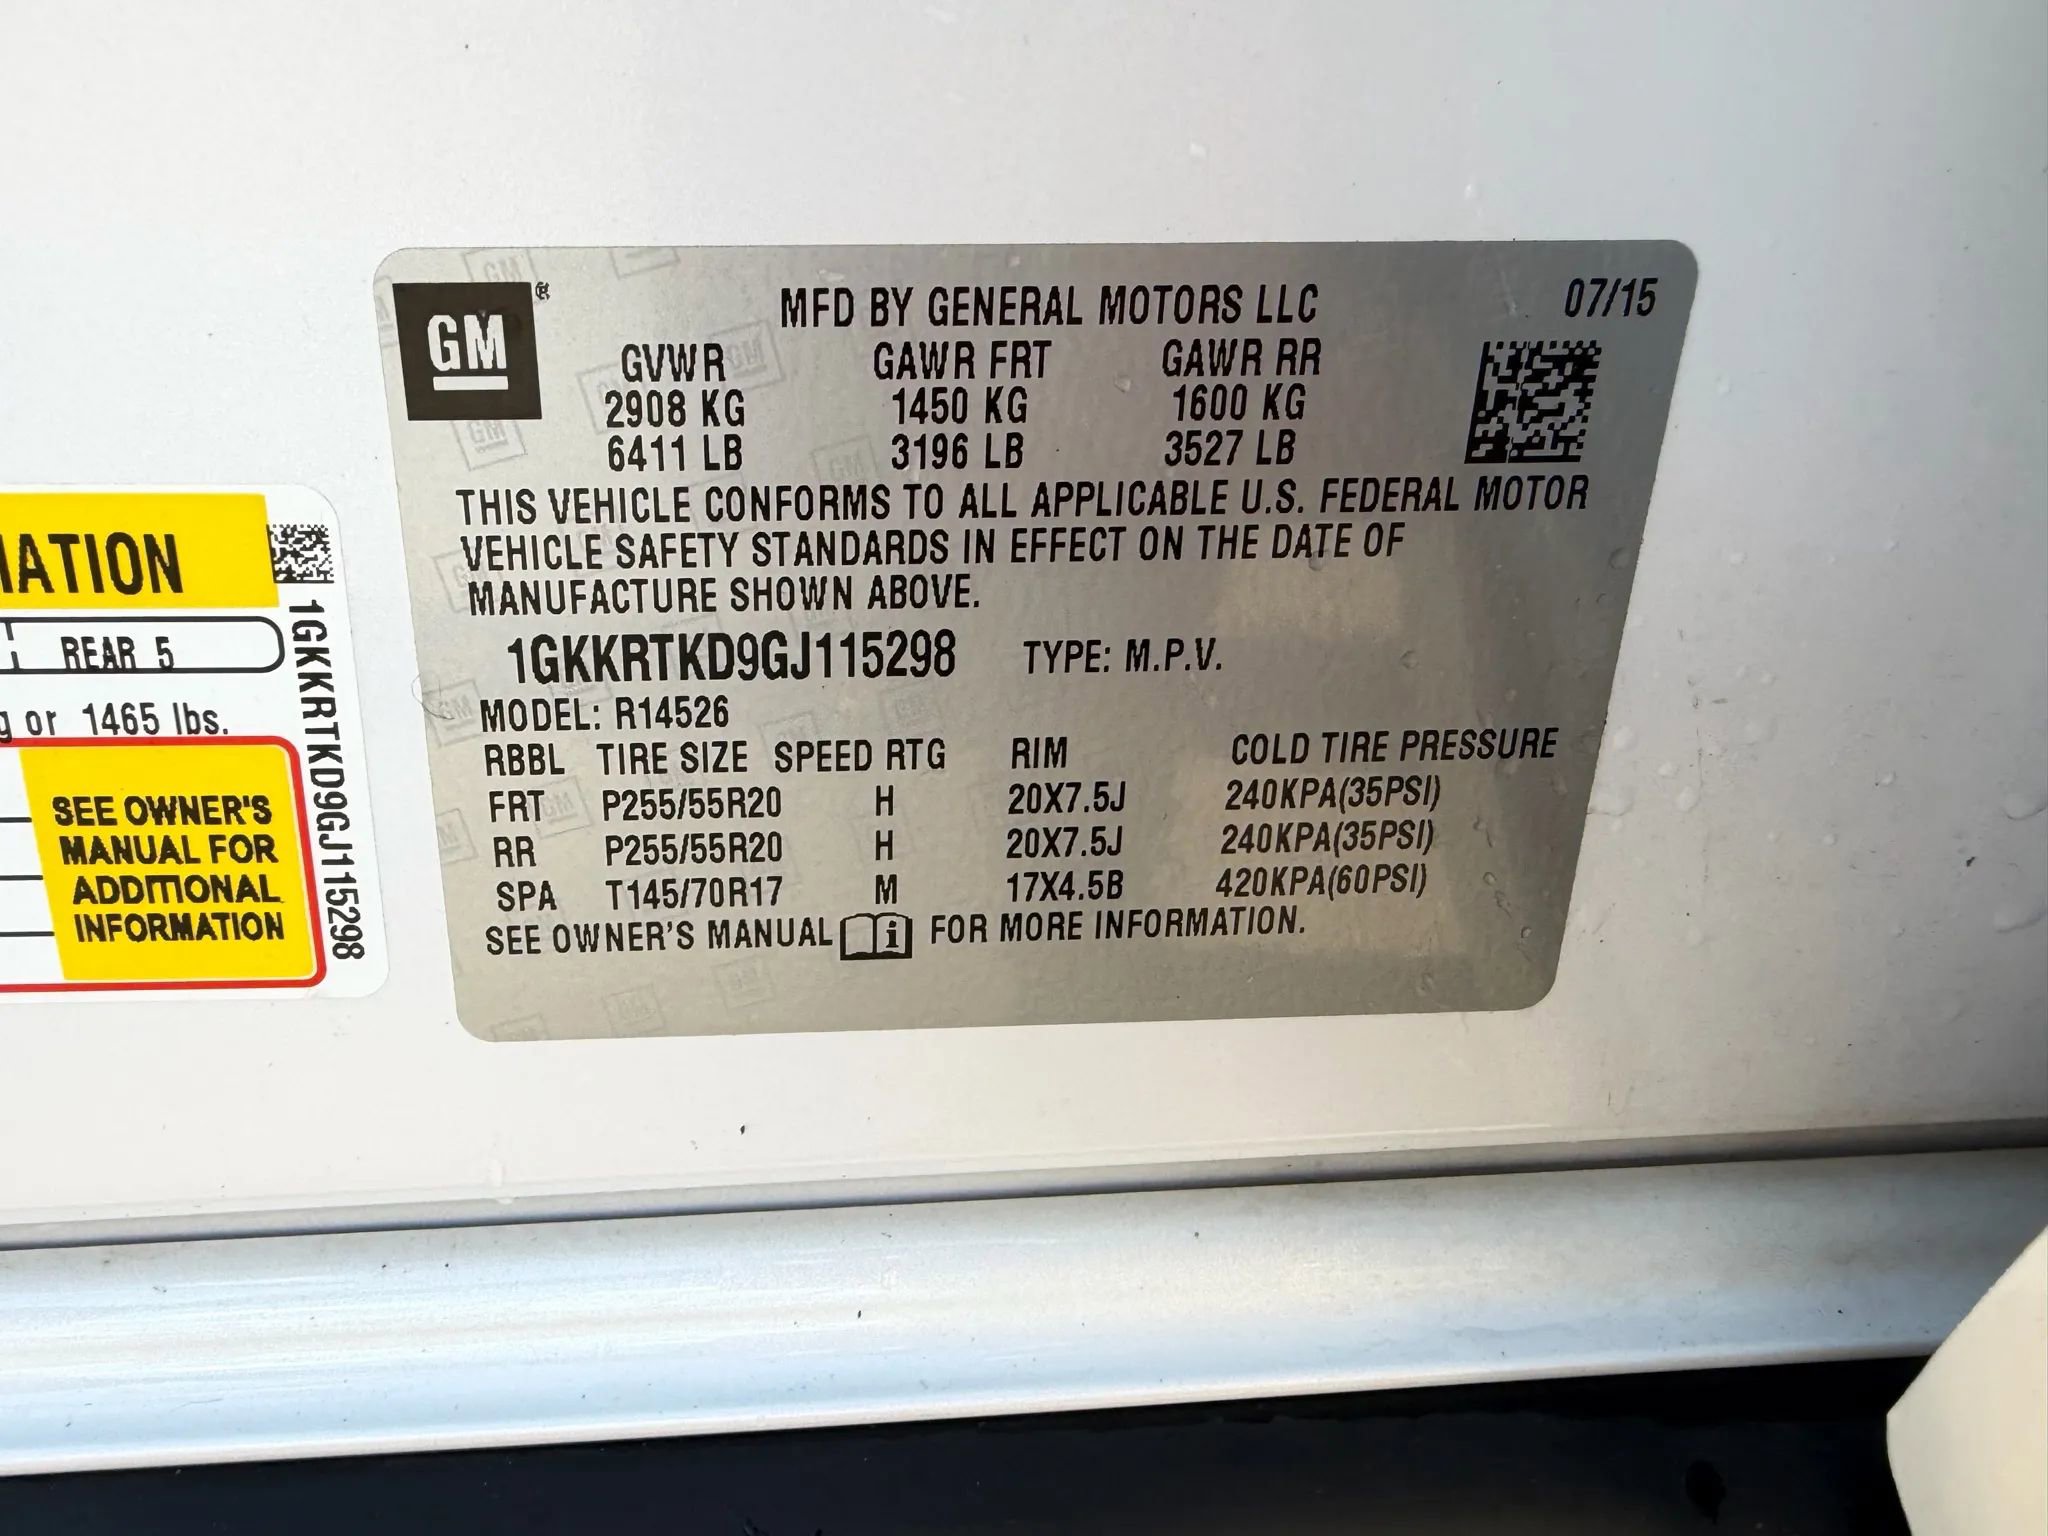 GM
MFD BY GENERAL MOTORS LLC 07/15
GVWR GAWR FRT GAWR RR
2908 KG 1450 KG 1600 KG
6411 LB 3196 LB 3527 LB
THIS VEHICLE CONFORMS TO ALL APPLICABLE U.S. FEDERAL MOTOR
VEHICLE SAFETY STANDARDS IN EFFECT ON THE DATE OF
MANUFACTURE SHOWN ABOVE.
1GKKRTKD9GJ115298 TYPE: M.P.V.
MODEL: R14526
RBBL TIRE SIZE SPEED RTG RIM COLD TIRE PRESSURE
FRT P255/55R20 H 20X7.5J 240KPA(35PSI)
RR P255/55R20 H 20X7.5J 240KPA(35PSI)
SPA T145/70R17 M 17X4.5B 420KPA(60PSI)
SEE OWNER'S MANUAL i FOR MORE INFORMATION.
MATION
REAR 5
g or 1465 lbs.
SEE OWNER'S
MANUAL FOR
ADDITIONAL
INFORMATION
1GKKRTKD9GJ115298